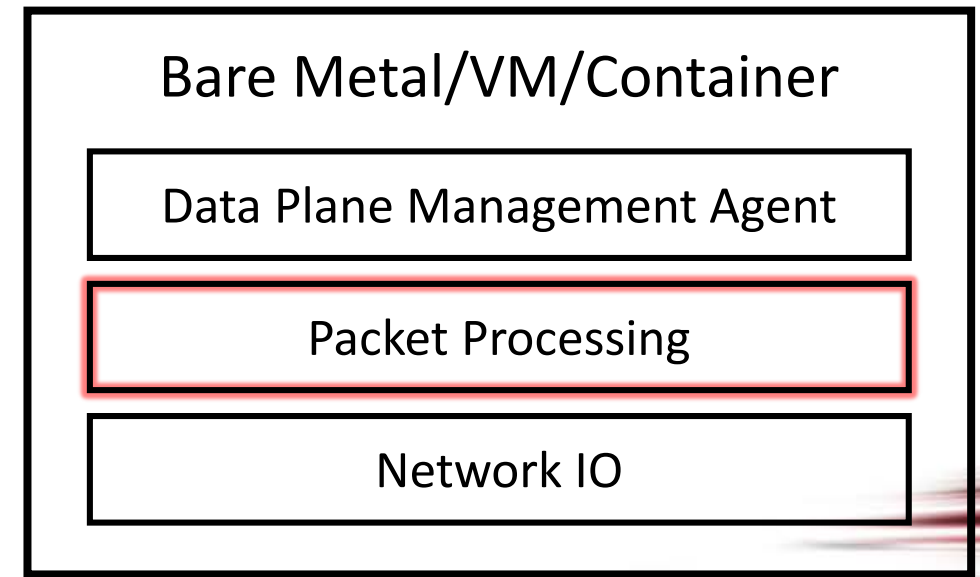 Bare Metal/VM/Container
Data Plane Management Agent
Packet Processing
Network IO